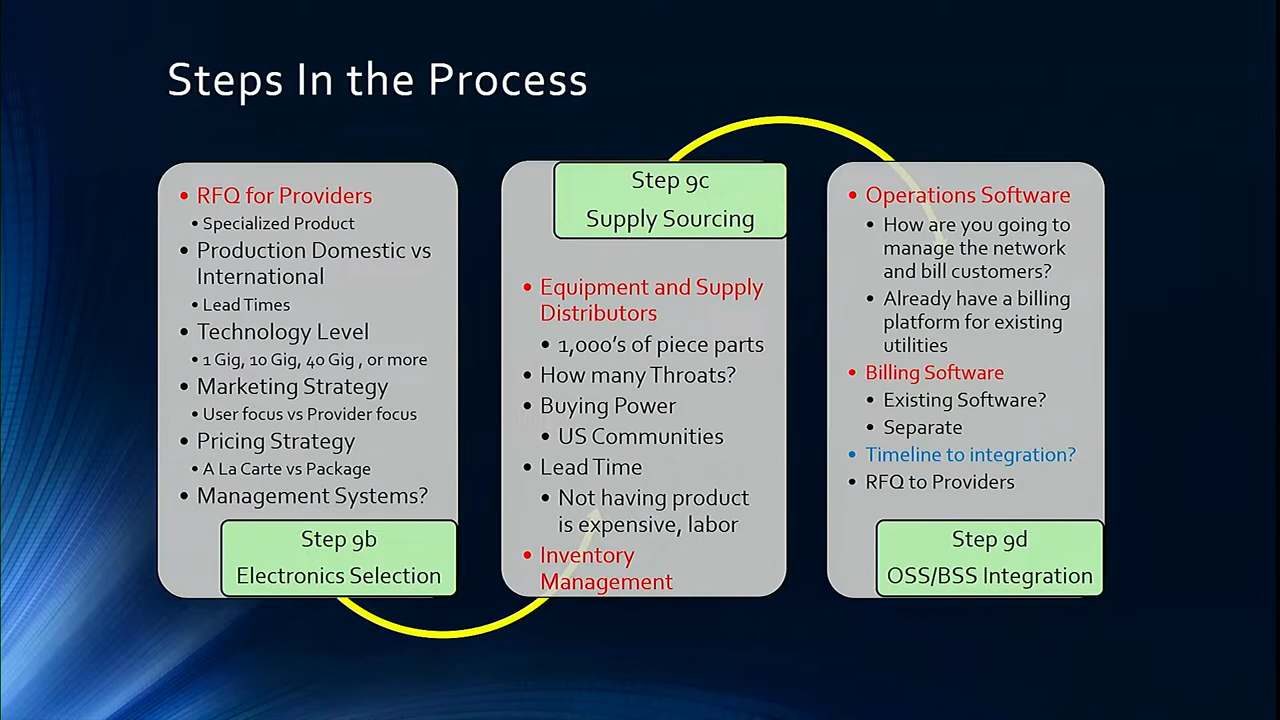 Steps In the Process
• RFQ for Providers
• Specialized Product
• Production Domestic vs
International
• Lead Times
• Technology Level
• 1 Gig, 10 Gig, 40 Gig , or more
• Marketing Strategy
• User focus vs Provider focus
• Pricing Strategy
• A La Carte vs Package
• Management Systems?
Step 9b
Electronics Selection
Step 9c
Supply Sourcing
• Equipment and Supply
Distributors
• 1,000's of piece parts
• How many Throats?
• Buying Power
• US Communities
• Lead Time
• Not having product
is expensive, labor
• Inventory
Management
• Operations Software
• How are you going to
manage the network
and bill customers?
• Already have a billing
platform for existing
utilities
• Billing Software
• Existing Software?
• Separate
• Timeline to integration?
• RFQ to Providers
Step 9d
OSS/BSS Integration